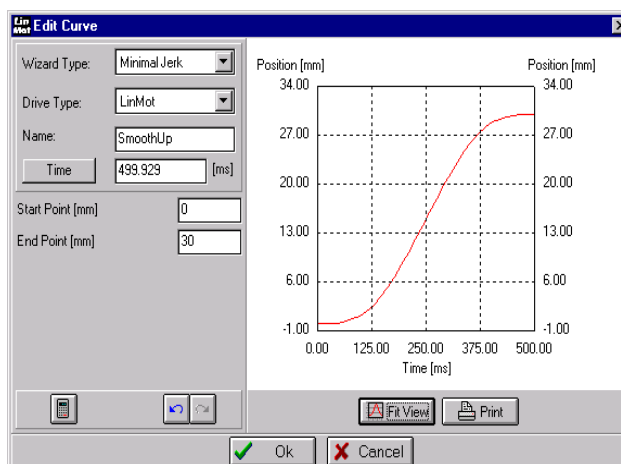 Lin Mot Edit Curve
Wizard Type: Minimal Jerk
Drive Type: LinMot
Name: SmoothUp
Time 499.929 [ms]
Start Point [mm] 0
End Point [mm] 30
Position [mm] Position [mm]
34.00 34.00
27.00 27.00
20.00 20.00
13.00 13.00
6.00 6.00
-1.00 -1.00
0.00 125.00 250.00 375.00 500.00
Time [ms]
Fit View Print
Ok Cancel